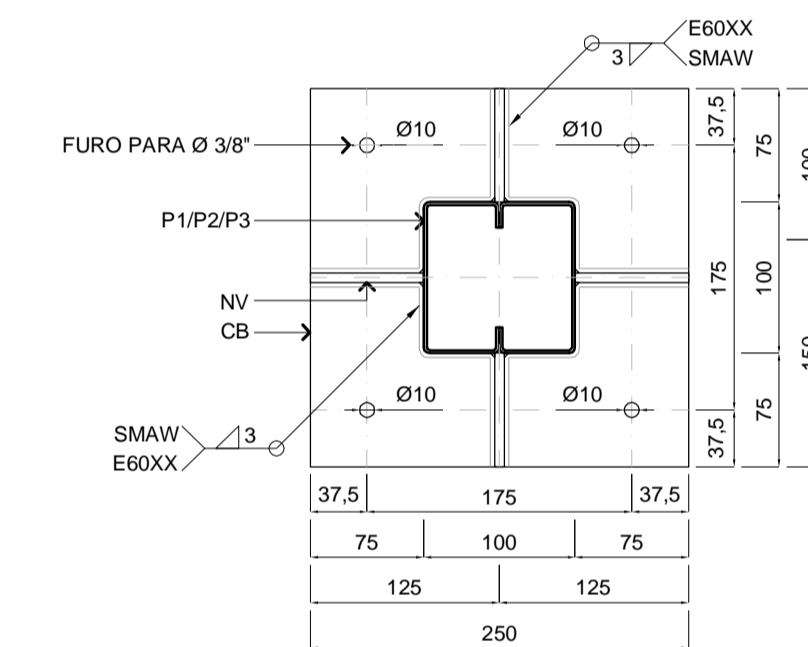 E60XX
3
SMAW
FURO PARA Ø 3/8"
Ø10
Ø10
P1/P2/P3
NV
CB
Ø10
Ø10
SMAW
3
E60XX
37,5
175
37,5
75
100
75
37,5
175
37,5
75
100
75
125
125
250